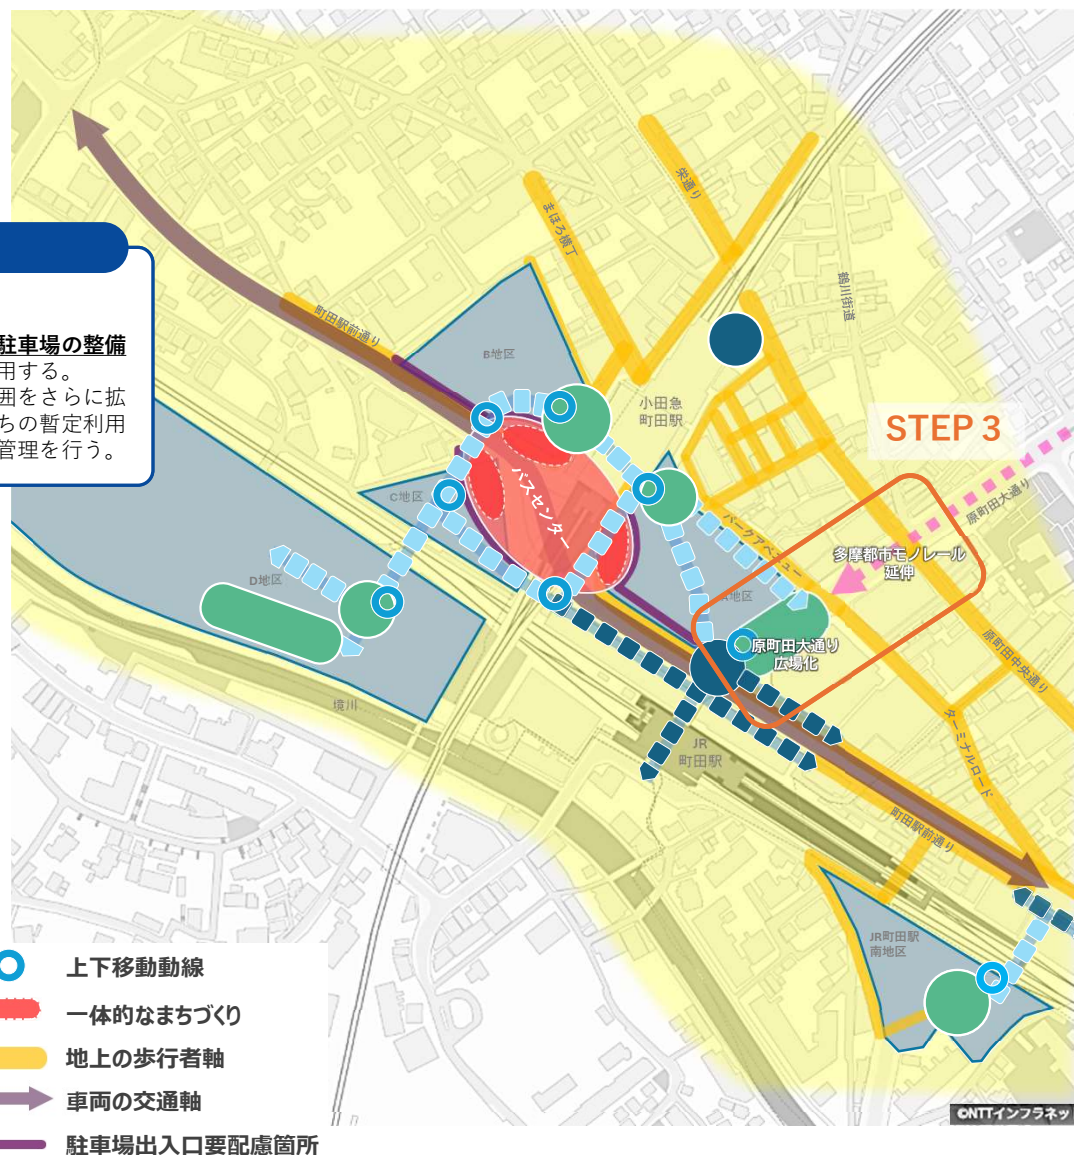 栄通り
まほろ横丁
鶴川街道
駐車場の整備
用する。
囲をさらに拡
ちの暫定利用
管理を行う。
町田駅前通り
B地区
小田急
町田駅
STEP 3
バスセンター
C地区
原町田大通り
パークアベニュー
多摩都市モノレール
延伸
D地区
地区
原町田大通り
広場化
原町田中央通り
境川
ターミナルロード
JR
町田駅
町田駅前通り
JR町田駅
南地区
上下移動動線
一体的なまちづくり
地上の歩行者軸
車両の交通軸
駐車場出入口要配慮箇所
©NTTインフラネッ